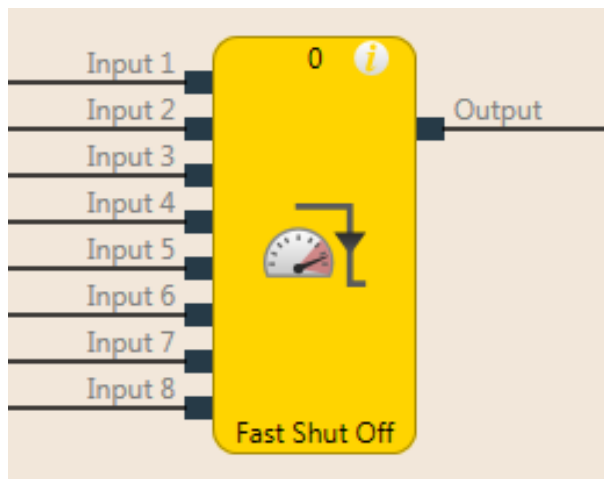 0 i
Input 1
Input 2
Output
Input 3
Input 4
Input 5
Input 6
Input 7
Input 8
Fast Shut Off